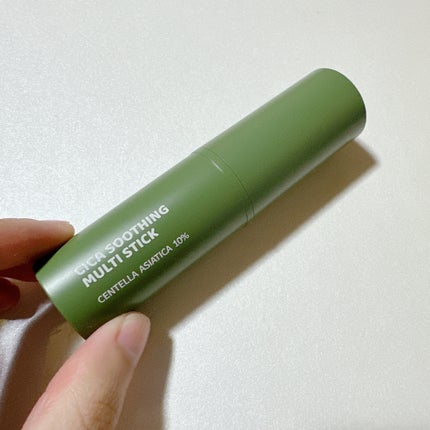 CICA SOOTHING
MULTI STICK
CENTELLA ASIATICA 10%